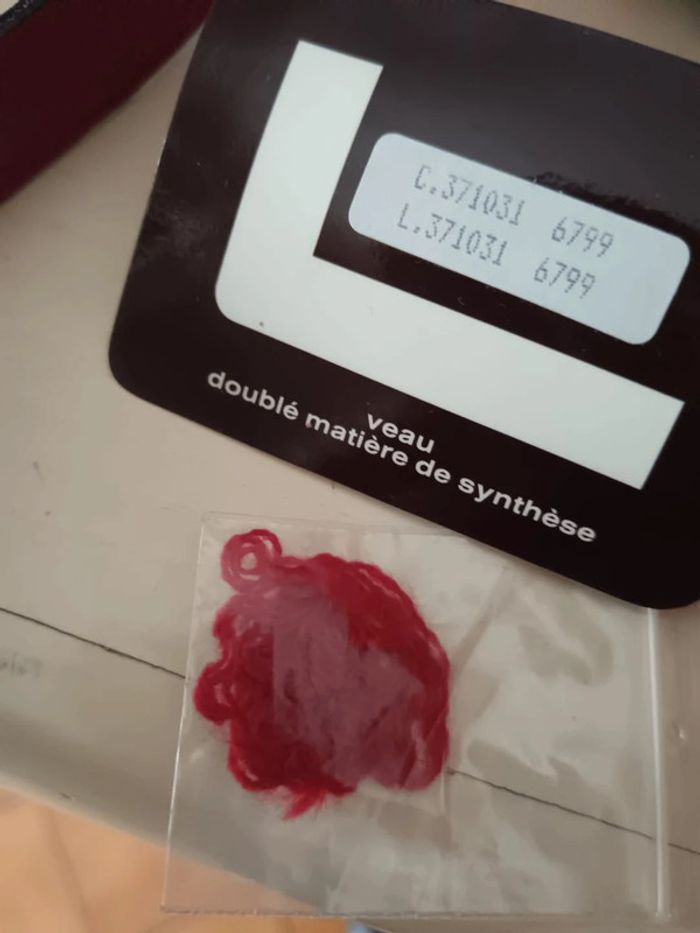 C.371031 6799
L.371031 6799
veau
doublé matière de synthèse